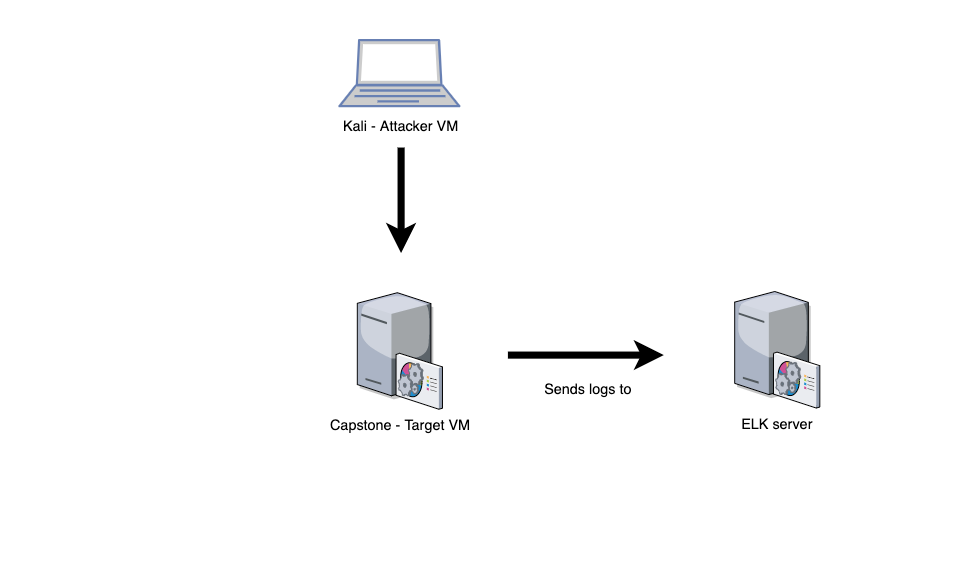 Kali - Attacker VM
Sends logs to
Capstone - Target VM
ELK server